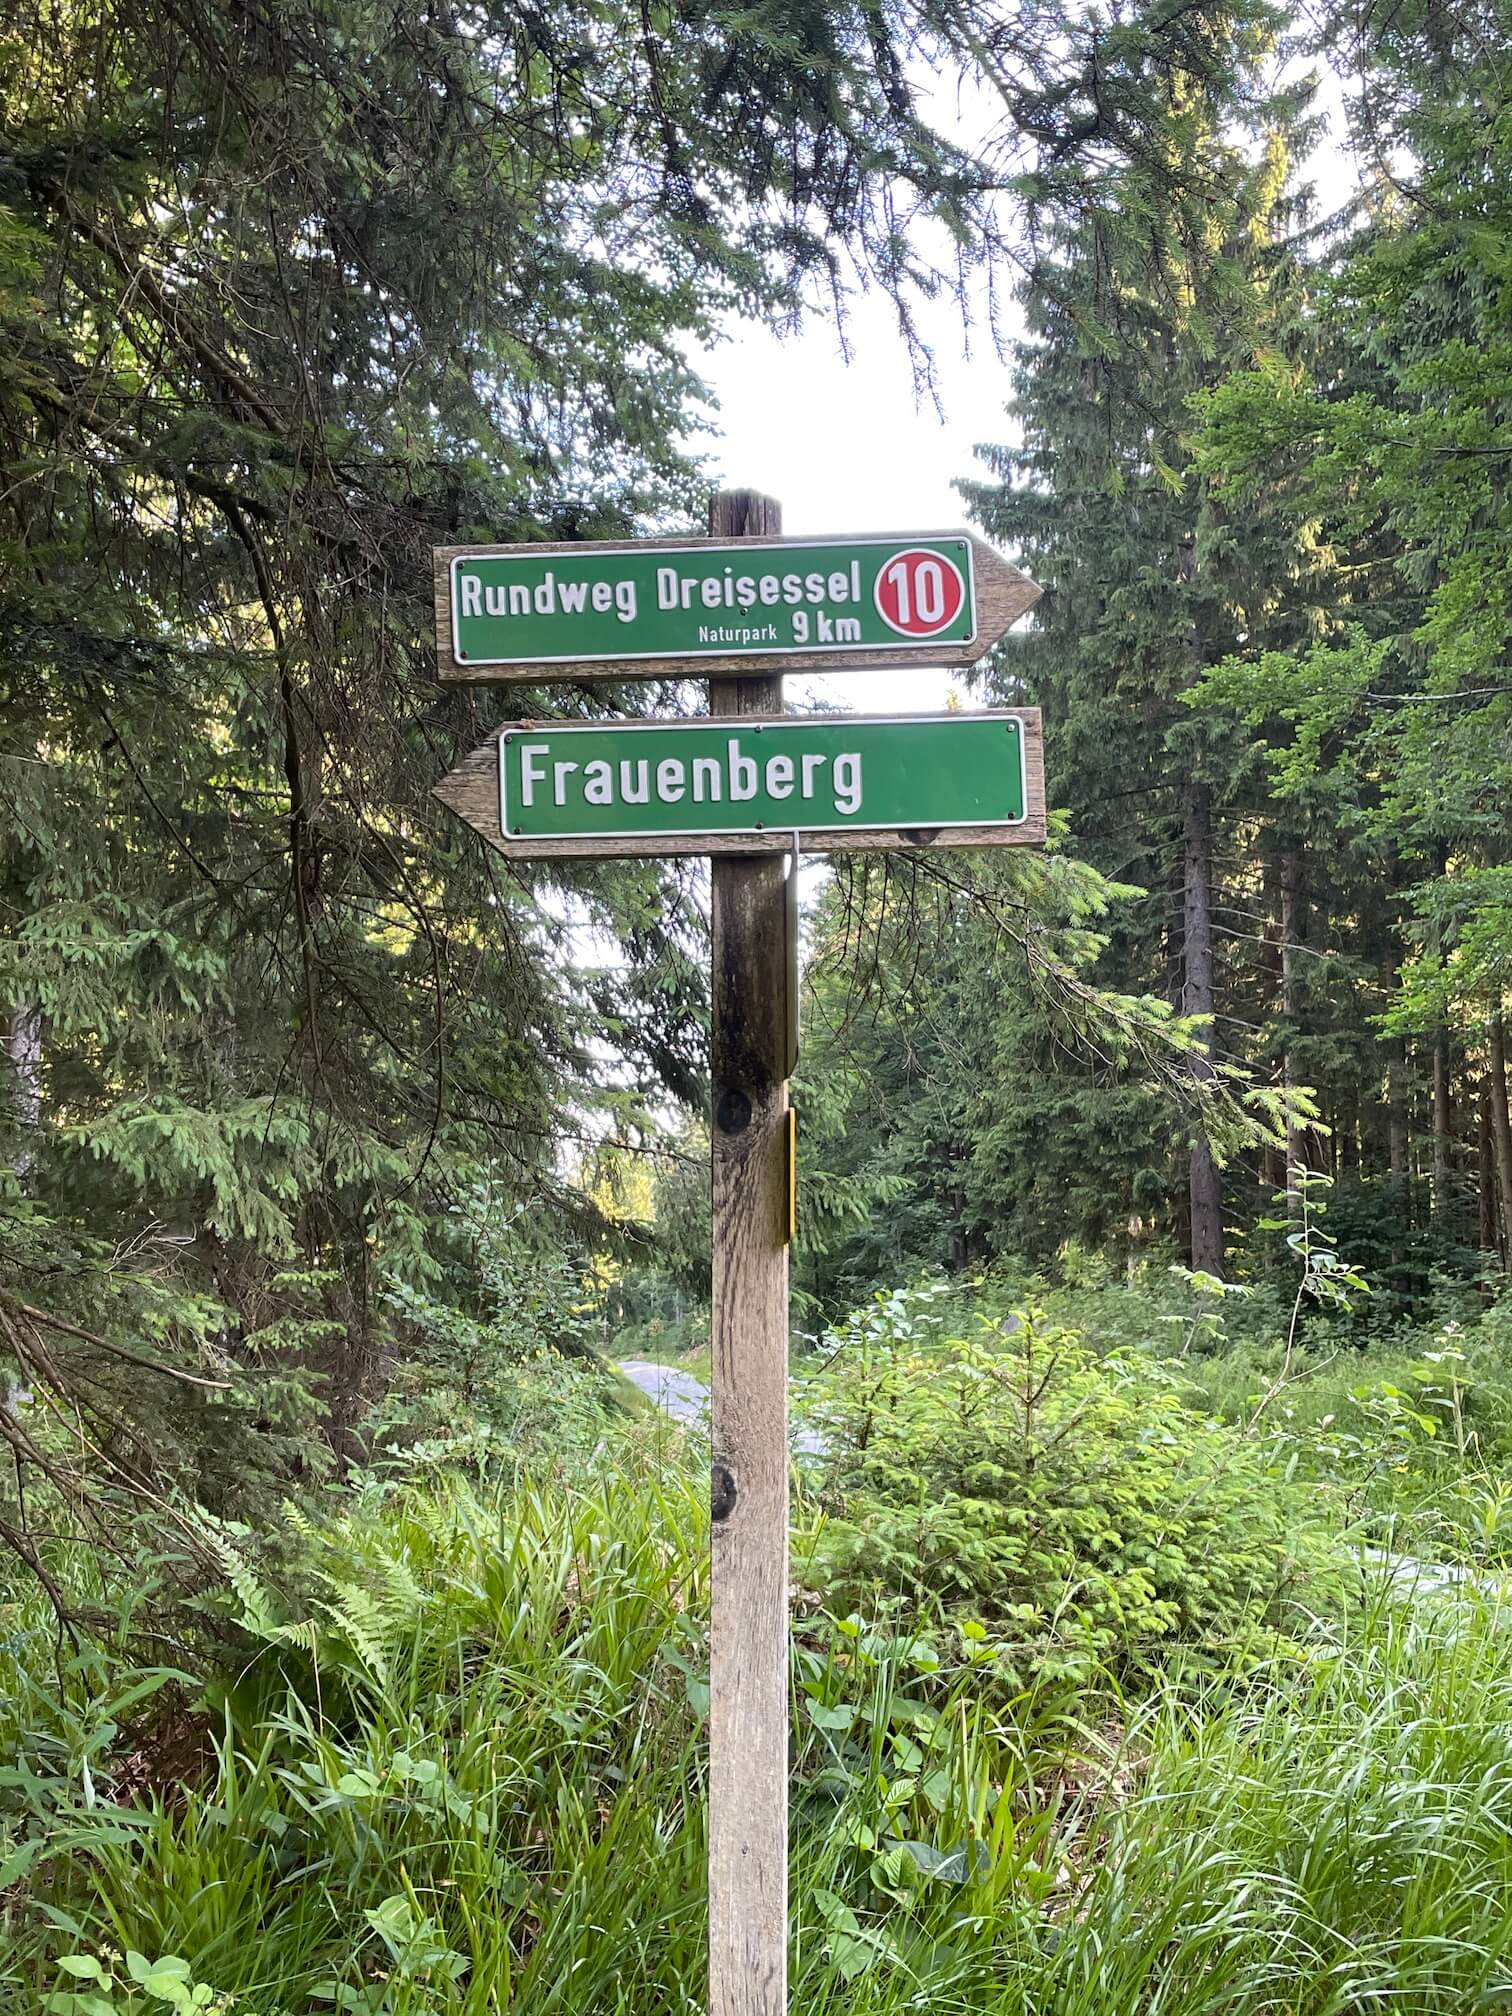 Rundweg Dreisessel 10
Naturpark 9 km
Frauenberg